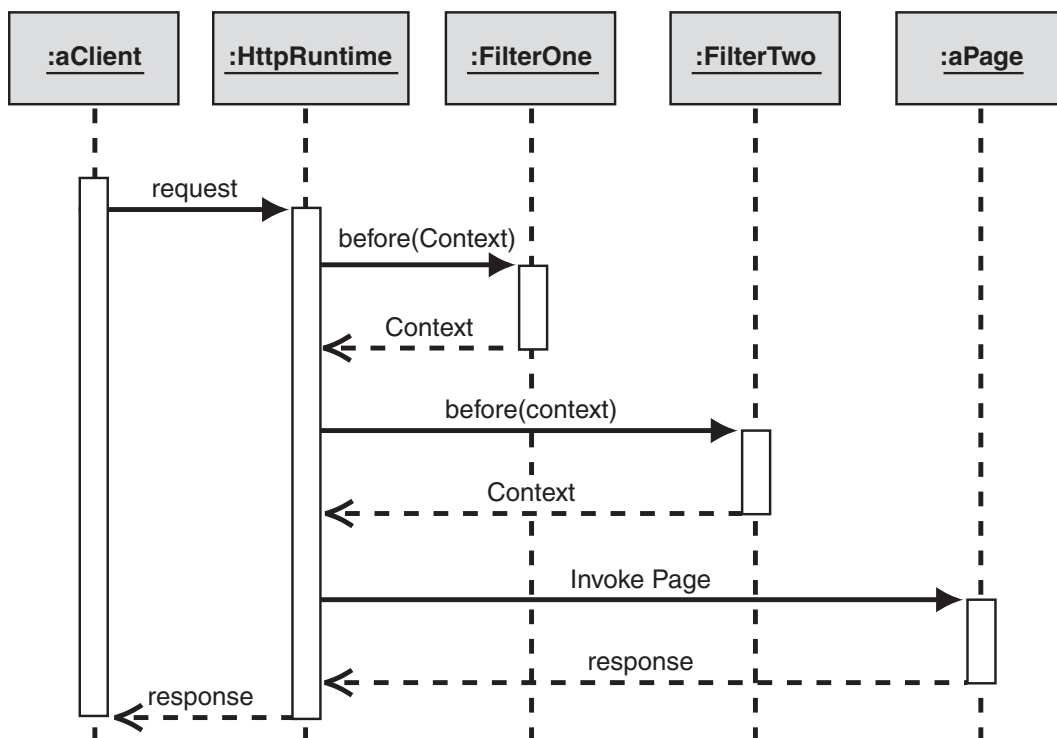 :aClient
:HttpRuntime
:FilterOne
:FilterTwo
:aPage
request
before(Context)
Context
before(context)
Context
Invoke Page
response
response